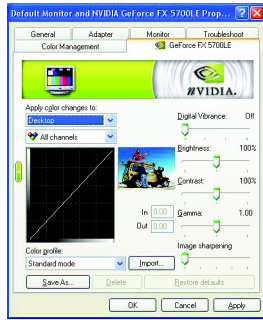 Default Monitor and NVIDIA GeForce FX 5700LE Prop...
General Adapter Monitor Troubleshoot
Color Management GeForce FX 5700LE
NVIDIA.
Apply color changes to:
Desktop
All channels
Digital Vibrance: Off
Brightness: 100%
Contrast: 100%
In 0.00 Gamma: 1.00
Out 0.00
Image sharpening
Color profile:
Standard mode Import...
Save As... Delete Restore defaults
OK Cancel Apply